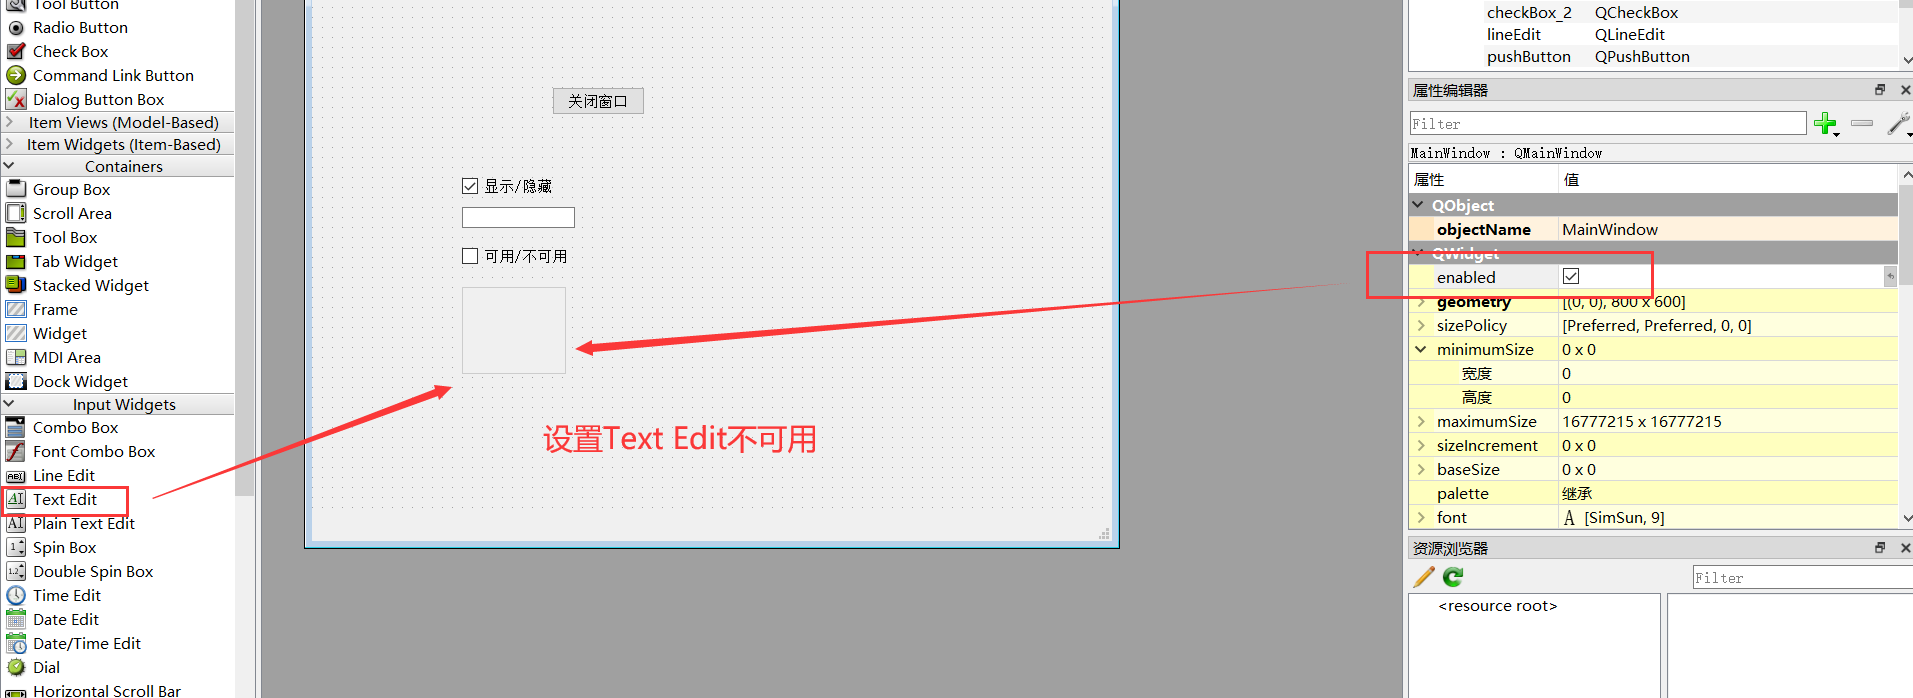 Tool Button
Radio Button
Check Box
Command Link Button
Dialog Button Box
Item Views (Model-Based)
Item Widgets (Item-Based)
Containers
Group Box
Scroll Area
Tool Box
Tab Widget
Stacked Widget
Frame
Widget
MDI Area
Dock Widget
Input Widgets
Combo Box
Font Combo Box
Line Edit
Text Edit
Plain Text Edit
Spin Box
Double Spin Box
Time Edit
Date Edit
Date/Time Edit
Dial
Horizontal Scroll Bar
关闭窗口
显示/隐藏
可用/不可用
设置Text Edit不可用
checkBox_2 QCheckBox
lineEdit QLineEdit
pushButton QPushButton
属性编辑器
Filter
MainWindow : QMainWindow
属性 值
QObject
objectName MainWindow
QWidget
enabled
geometry [(0, 0), 800 x 600]
sizePolicy [Preferred, Preferred, 0, 0]
minimumSize 0 x 0
宽度 0
高度 0
maximumSize 16777215 x 16777215
sizeIncrement 0 x 0
baseSize 0 x 0
palette 继承
font A [SimSun, 9]
资源浏览器
Filter
<resource root>